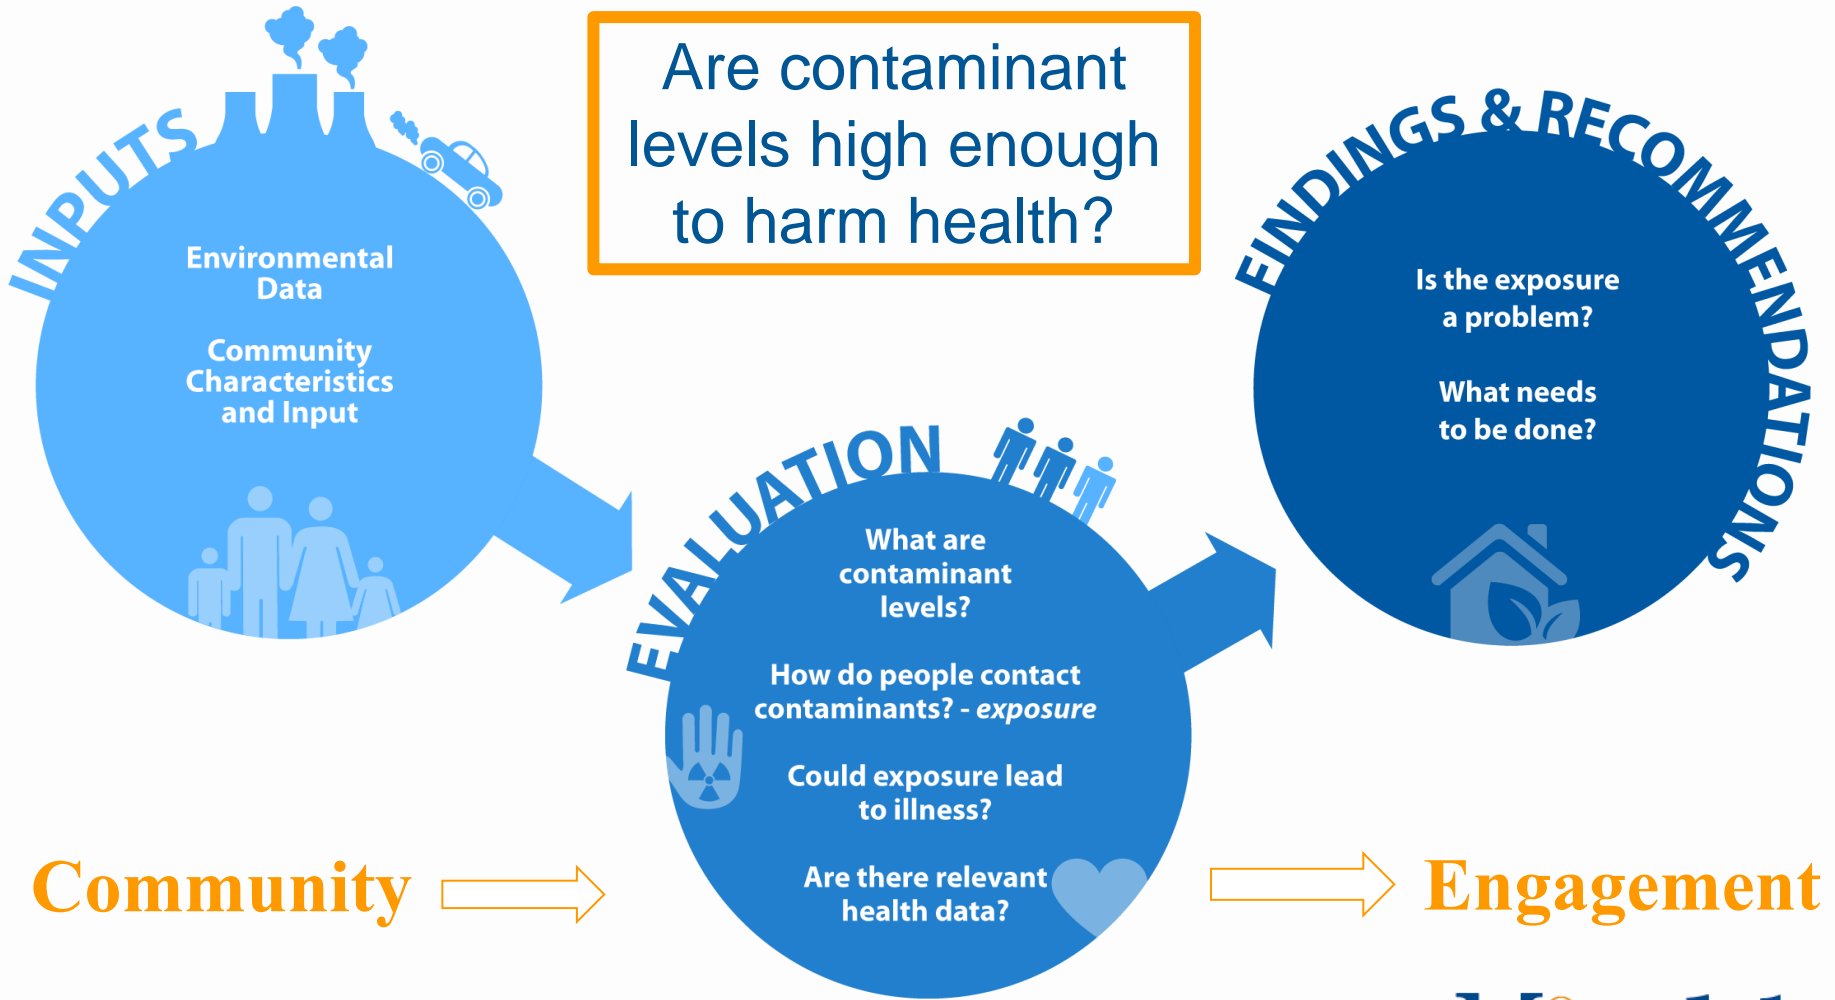 Are contaminant
levels high enough
to harm health?
INPUTS
Environmental
Data
Community
Characteristics
and Input
EVALUATION
What are
contaminant
levels?
How do people contact
contaminants? - exposure
Could exposure lead
to illness?
Are there relevant
health data?
FINDINGS & RECOMMENDATIONS
Is the exposure
a problem?
What needs
to be done?
Community
Engagement